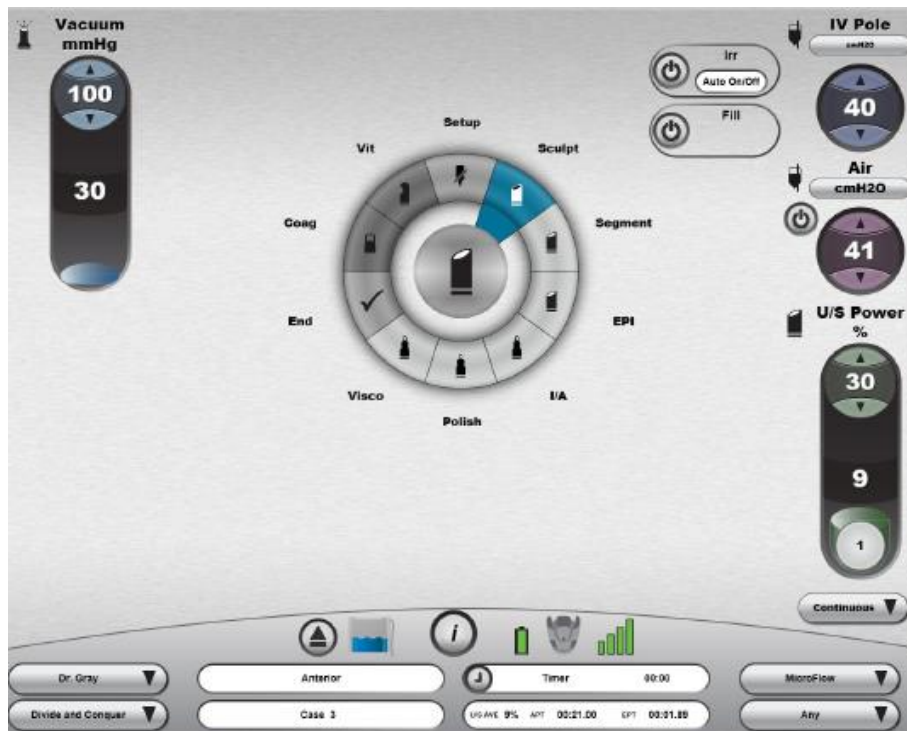 Vacuum
mmHg
100
30
IV Pole
cmH20
40
Irr
Auto On/Off
Fill
Air
cmH2O
41
U/S Power
%
30
9
1
Continuous
Setup
Sculpt
Segment
EPI
I/A
Polish
Visco
End
Coag
Vit
i
Dr. Gray
Anterior
Timer 00:00
MicroFlow
Divide and Conquer
Case 3
U/S AVE 9% APT 00:21.00 EPT 00:01.89
Any